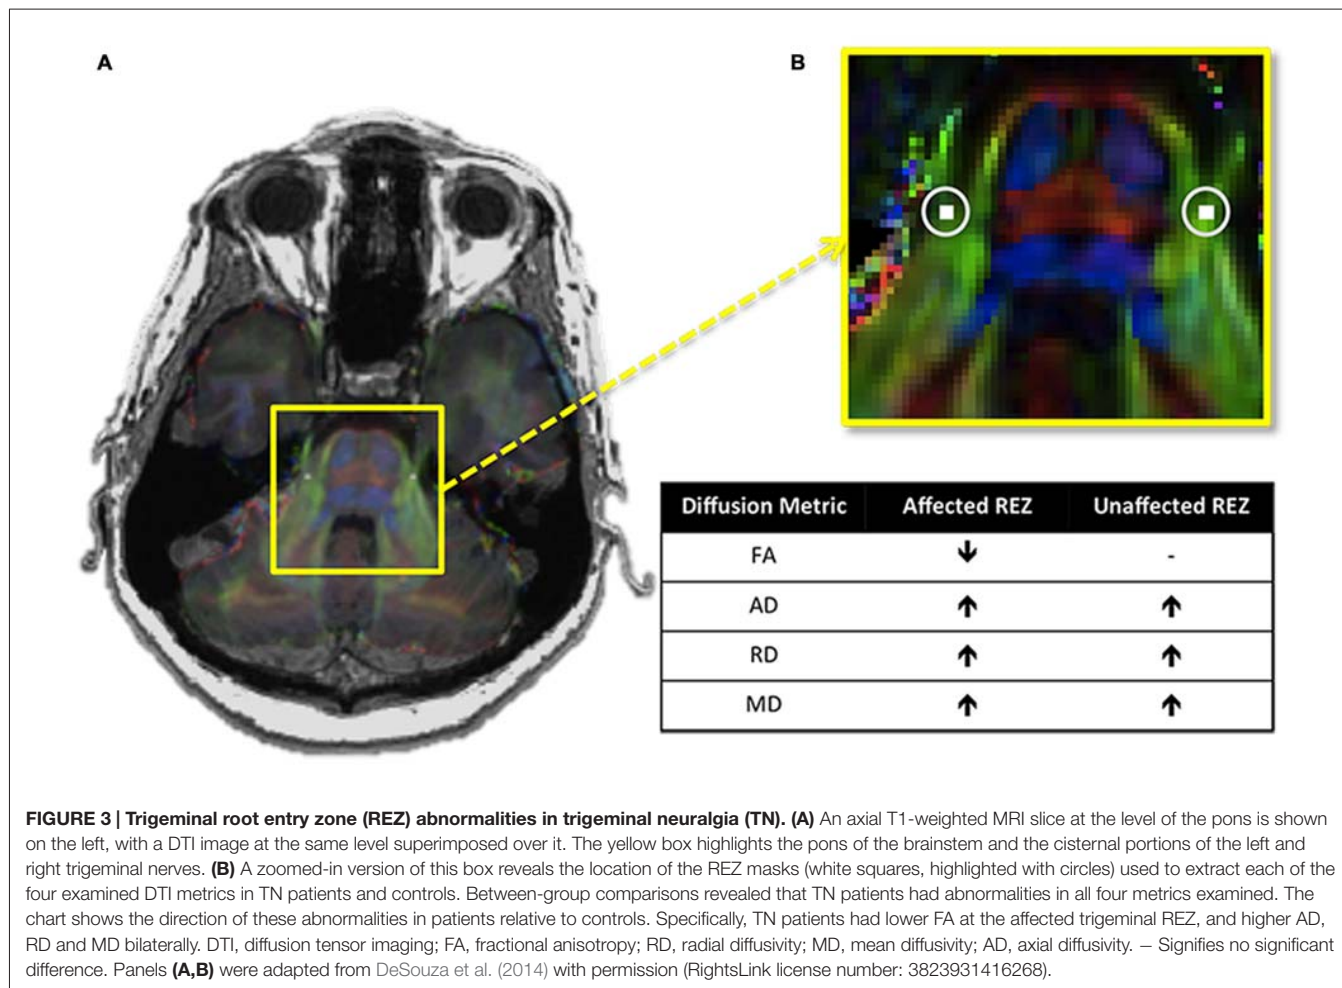 A
B
Diffusion Metric Affected REZ Unaffected REZ
FA ↓ -
AD ↑ ↑
RD ↑ ↑
MD ↑ ↑
FIGURE 3 | Trigeminal root entry zone (REZ) abnormalities in trigeminal neuralgia (TN). (A) An axial T1-weighted MRI slice at the level of the pons is shown
on the left, with a DTI image at the same level superimposed over it. The yellow box highlights the pons of the brainstem and the cisternal portions of the left and
right trigeminal nerves. (B) A zoomed-in version of this box reveals the location of the REZ masks (white squares, highlighted with circles) used to extract each of the
four examined DTI metrics in TN patients and controls. Between-group comparisons revealed that TN patients had abnormalities in all four metrics examined. The
chart shows the direction of these abnormalities in patients relative to controls. Specifically, TN patients had lower FA at the affected trigeminal REZ, and higher AD,
RD and MD bilaterally. DTI, diffusion tensor imaging; FA, fractional anisotropy; RD, radial diffusivity; MD, mean diffusivity; AD, axial diffusivity. – Signifies no significant
difference. Panels (A,B) were adapted from DeSouza et al. (2014) with permission (RightsLink license number: 3823931416268).